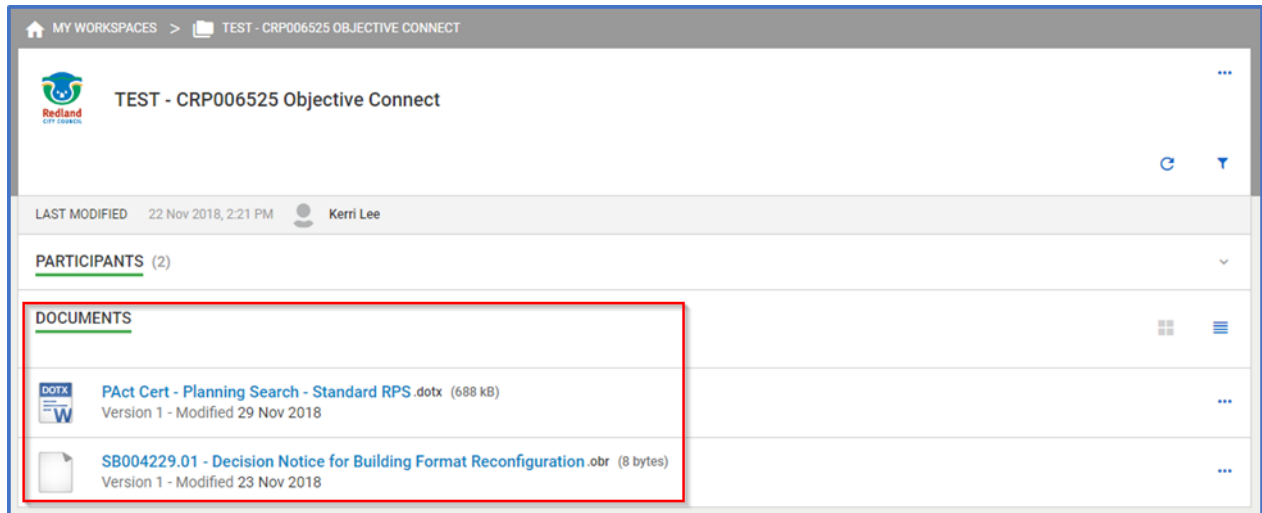 MY WORKSPACES > TEST - CRP006525 OBJECTIVE CONNECT
Redland
CITY COUNCIL
TEST - CRP006525 Objective Connect
LAST MODIFIED 22 Nov 2018, 2:21 PM Kerri Lee
PARTICIPANTS (2)
DOCUMENTS
DOTX
W
PAct Cert - Planning Search - Standard RPS.dotx (688 kB)
Version 1 - Modified 29 Nov 2018
SB004229.01 - Decision Notice for Building Format Reconfiguration.obr (8 bytes)
Version 1 - Modified 23 Nov 2018